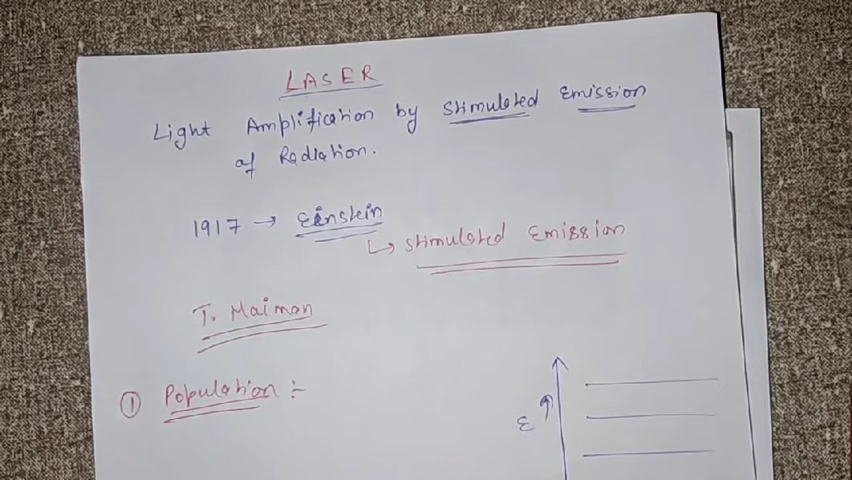 LASER
Light Amplification by Stimulated Emission
of Radiation.
1917 → Einstein
↳ Stimulated Emission
T. Maiman
① Population :-
E ↑